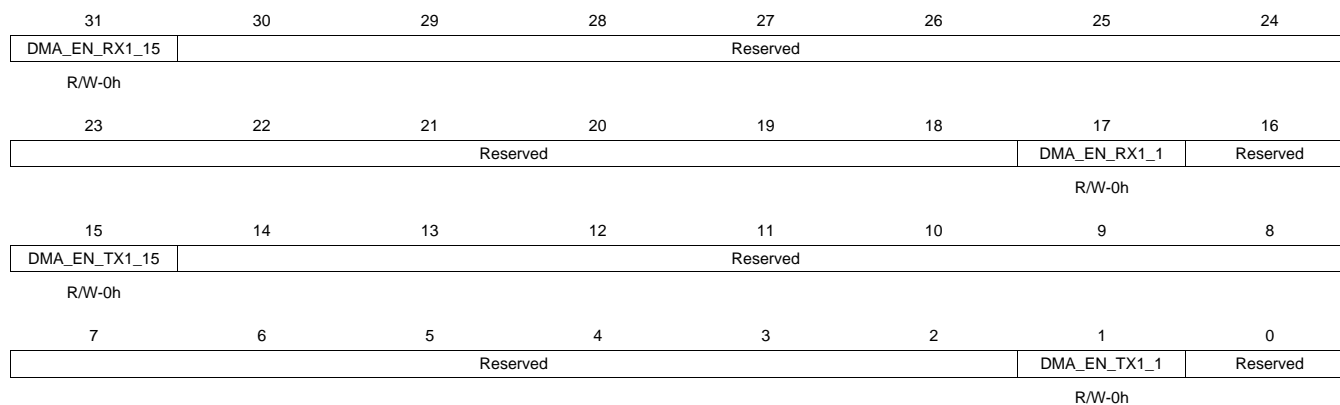 31 30 29 28 27 26 25 24
DMA_EN_RX1_15 Reserved
R/W-0h
23 22 21 20 19 18 17 16
Reserved DMA_EN_RX1_1 Reserved
R/W-0h
15 14 13 12 11 10 9 8
DMA_EN_TX1_15 Reserved
R/W-0h
7 6 5 4 3 2 1 0
Reserved DMA_EN_TX1_1 Reserved
R/W-0h